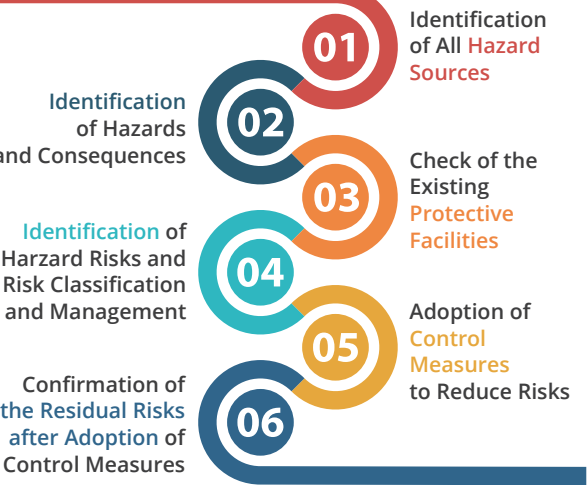 01
Identification
of All Hazard
Sources
02
Identification
of Hazards
and Consequences
03
Check of the
Existing
Protective
Facilities
04
Identification of
Harzard Risks and
Risk Classification
and Management
05
Adoption of
Control
Measures
to Reduce Risks
06
Confirmation of
the Residual Risks
after Adoption of
Control Measures